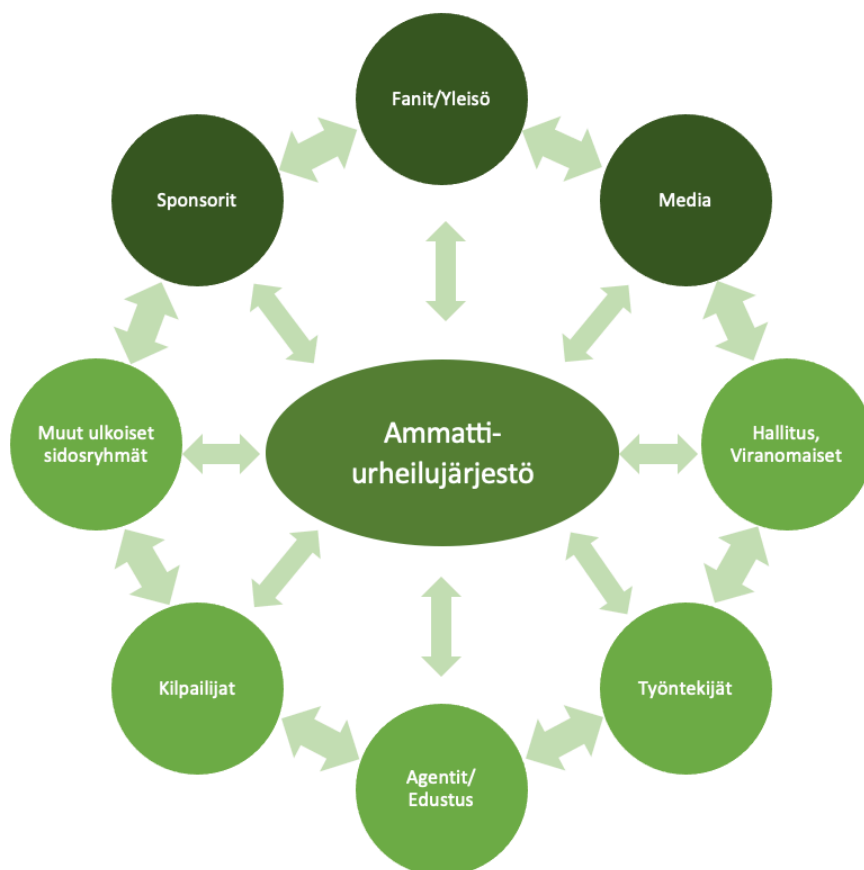 Fanit/Yleisö
Sponsorit
Media
Muut ulkoiset
sidosryhmät
Ammatti-
urheilujärjestö
Hallitus,
Viranomaiset
Kilpailijat
Työntekijät
Agentit/
Edustus